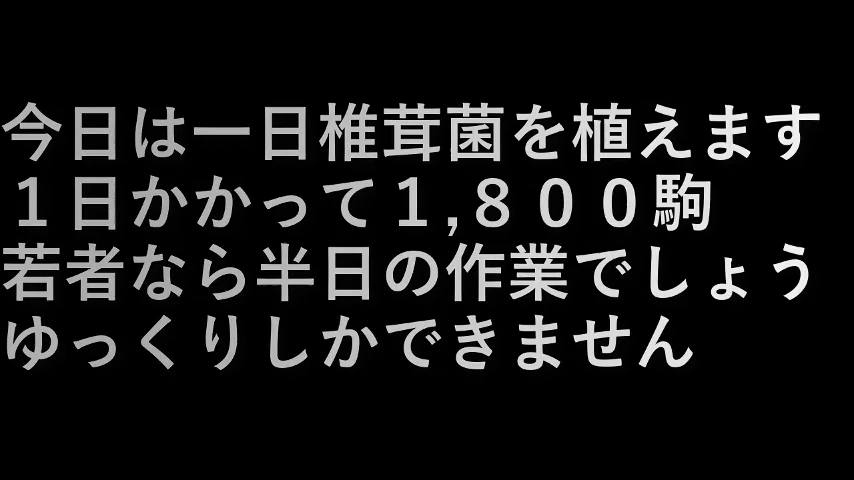 今日は一日椎茸菌を植えます
１日かかって１,８００駒
若者なら半日の作業でしょう
ゆっくりしかできません